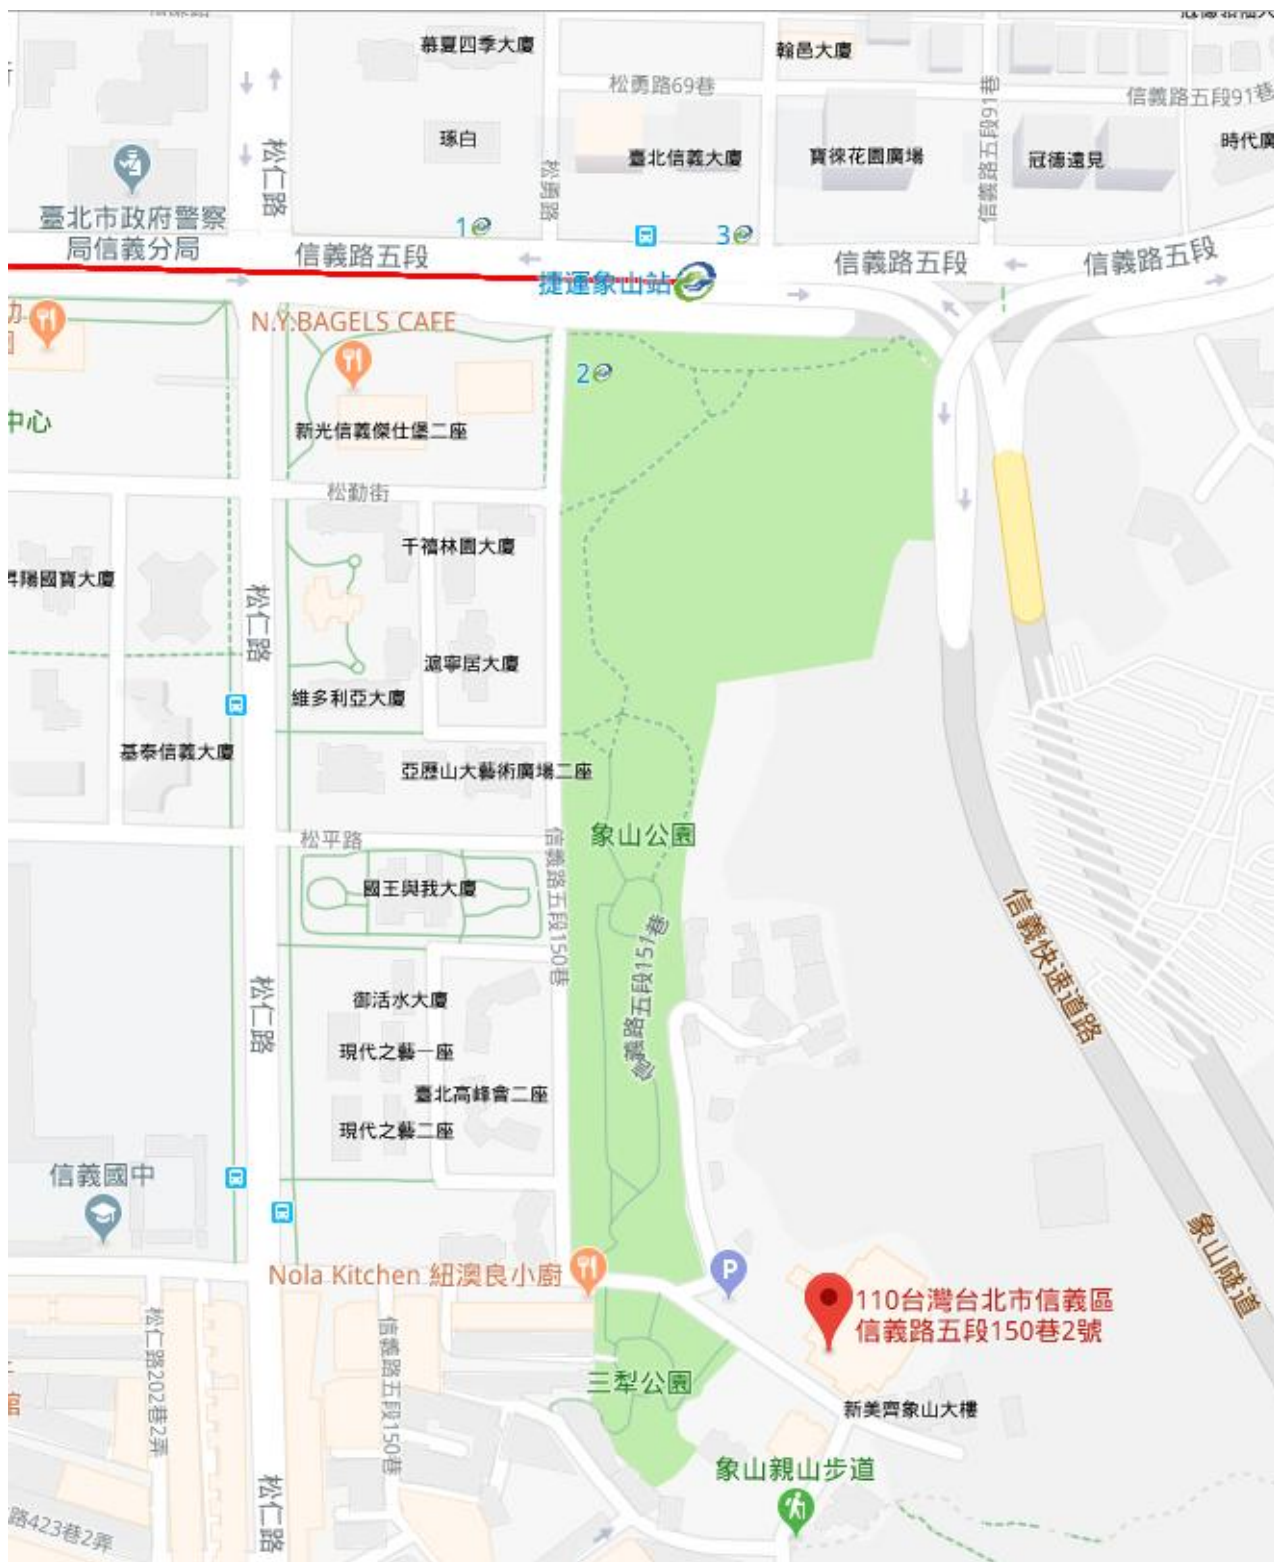 慕夏四季大廈
翰邑大廈
松勇路69巷
信義路五段91巷
信義路五段91巷
琢白
臺北信義大廈
寶徠花園廣場
冠德遠見
時代廣
松仁路
松勇路
臺北市政府警察
局信義分局
1
3
信義路五段
信義路五段
信義路五段
捷運象山站
N.Y.BAGELS CAFE
2
中心
新光信義傑仕堡二座
松勤街
千禧林園大廈
昇陽國寶大廈
松仁路
滬寧居大廈
維多利亞大廈
基泰信義大廈
亞歷山大藝術廣場二座
松平路
象山公園
信義路五段150巷
國王與我大廈
信義路五段151巷
信義快速道路
松仁路
御活水大廈
現代之藝一座
臺北高峰會二座
現代之藝二座
信義國中
象山隧道
Nola Kitchen 紐澳良小廚
P
110台灣台北市信義區
信義路五段150巷2號
松仁路202巷2弄
信義路五段150巷
三犁公園
館
新美齊象山大樓
象山親山步道
松仁路
路423巷2弄